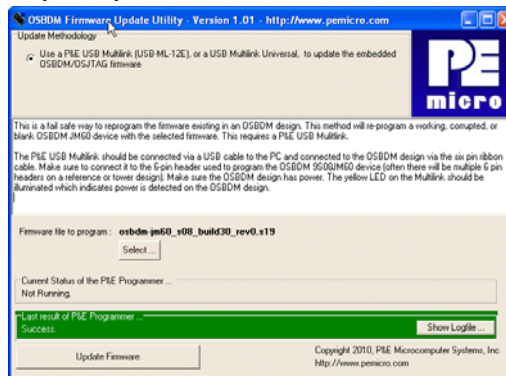 OSBDM Firmware Update Utility - Version 1.01 - http://www.pemicro.com
Update Methodology
Use a P&E USB Multilink (USB-ML-12E), or a USB Multilink Universal, to update the embedded
OSBDM/OSJTAG firmware
PE
micro
This is a fail safe way to reprogram the firmware existing in an OSBDM design. This method will re-program a working, corrupted, or
blank OSBDM JM60 device with the selected firmware. This requires a P&E USB Multilink.
The P&E USB Multilink should be connected via a USB cable to the PC and connected to the OSBDM design via the six pin ribbon
cable. Make sure to connect it to the 6-pin header used to program the OSBDM 9S08JM60 device (often there will be multiple 6 pin
headers on a reference or tower design). Make sure the OSBDM design has power. The yellow LED on the Multilink should be
illuminated which indicates power is detected on the OSBDM design.
Firmware file to program : osbdm-jm60_s08_build30_rev0.s19
Select ...
Current Status of the P&E Programmer ...
Not Running.
Last result of P&E Programmer ...
Success.
Show Logfile ...
Update Firmware
Copyright 2010, P&E Microcomputer Systems, Inc
http://www.pemicro.com